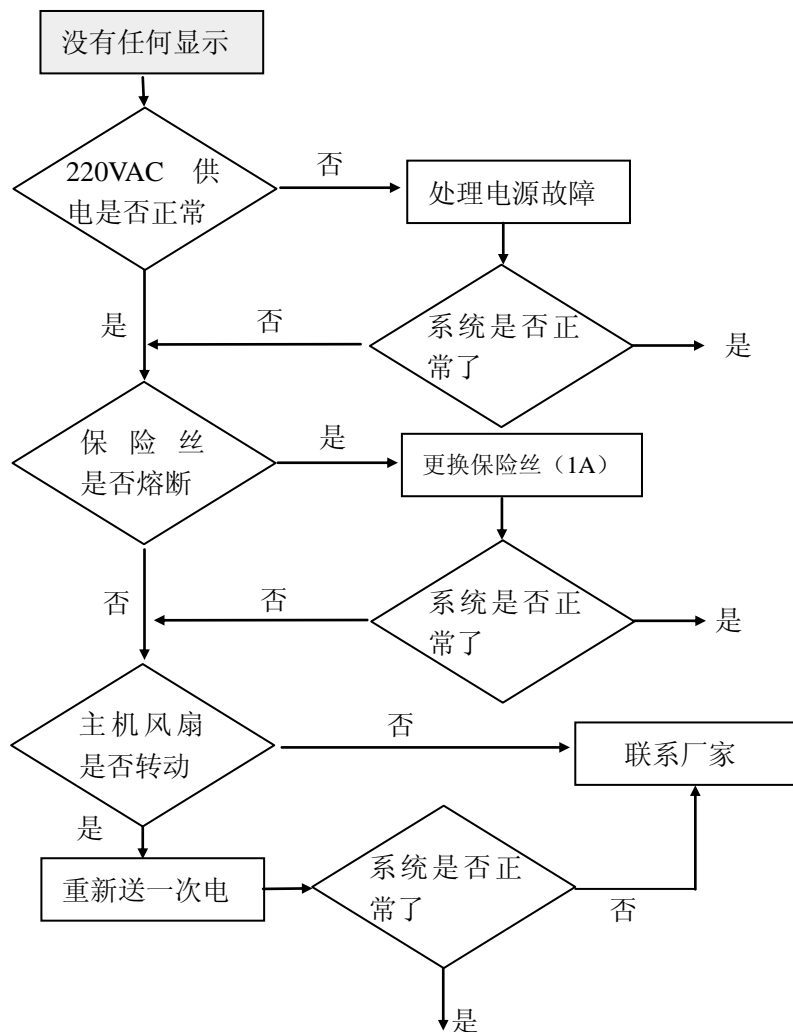 没有任何显示
220VAC 供
电是否正常
否
处理电源故障
是
否
系统是否正
常了
是
保险丝
是否熔断
是
更换保险丝（1A）
否
否
系统是否正
常了
是
主机风扇
是否转动
否
联系厂家
是
重新送一次电
系统是否正
常了
否
是